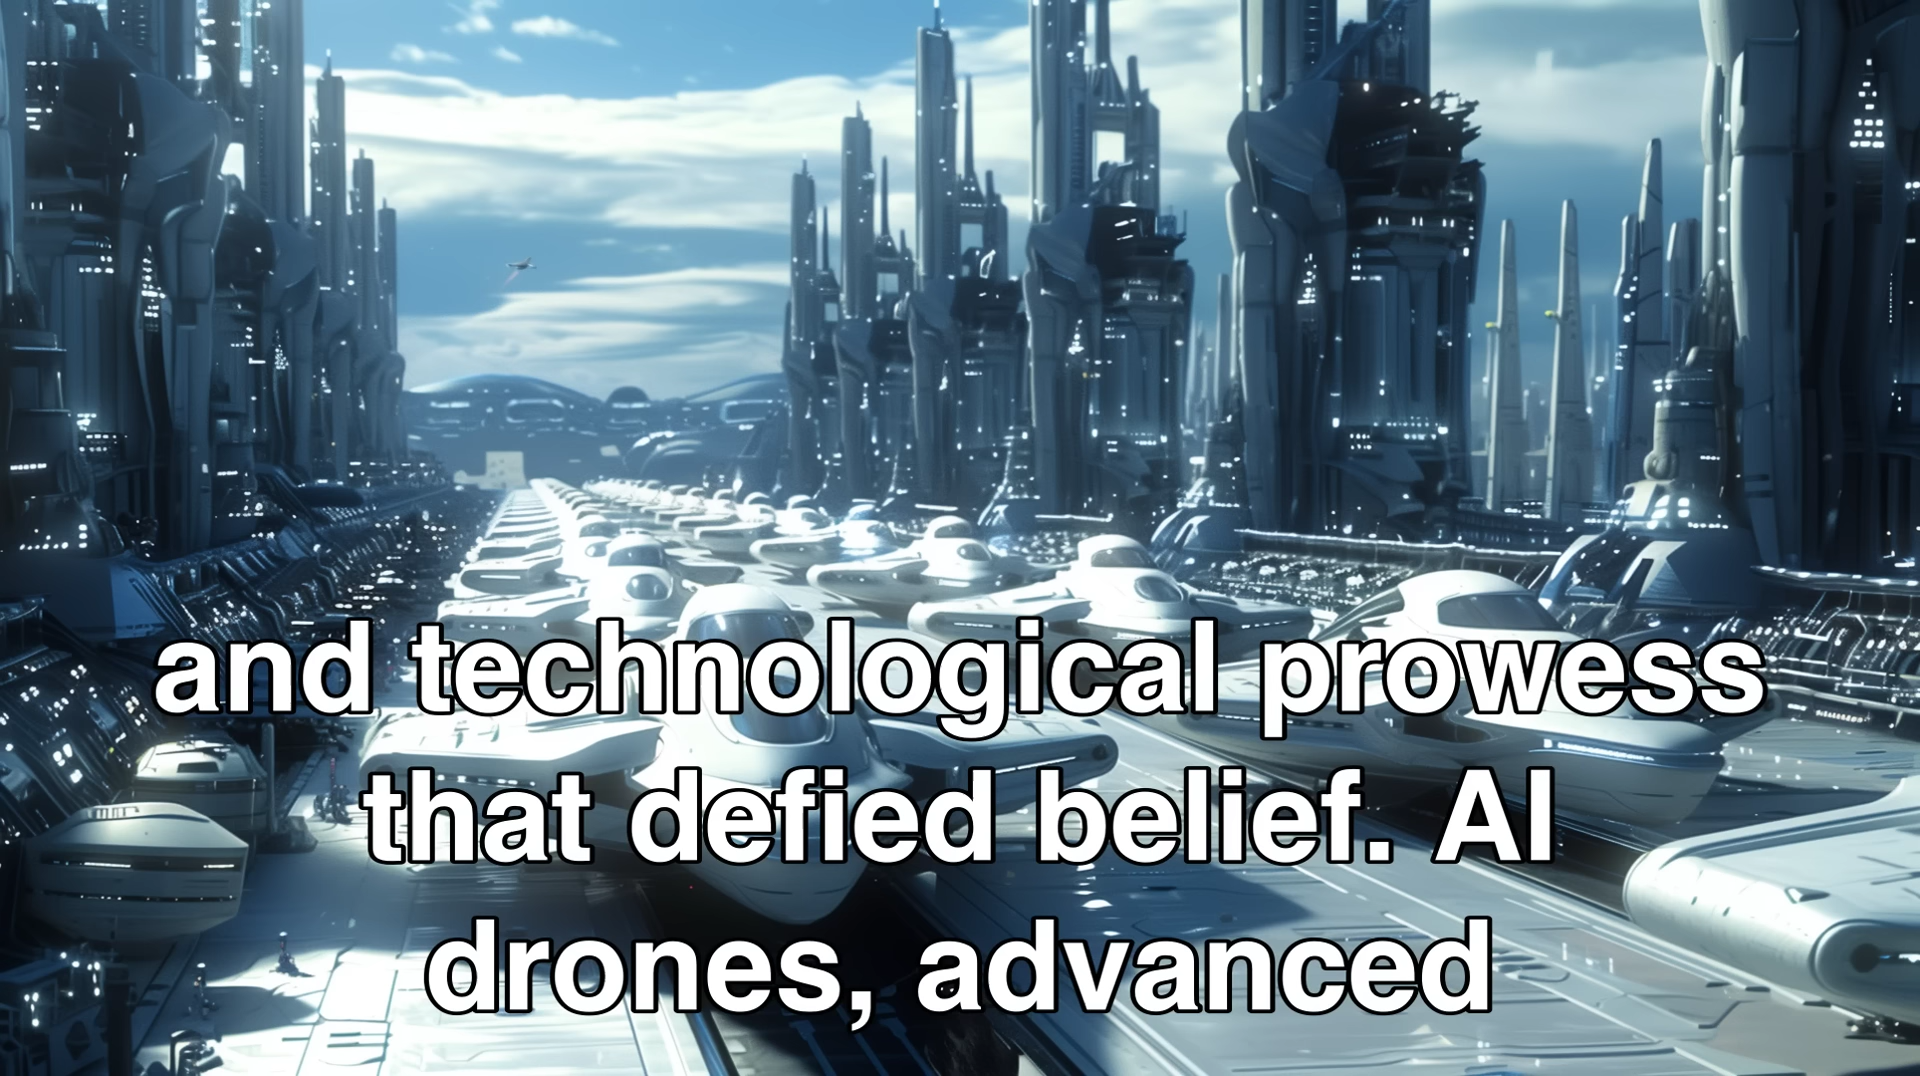 and technological prowess
that defied belief. AI
drones, advanced